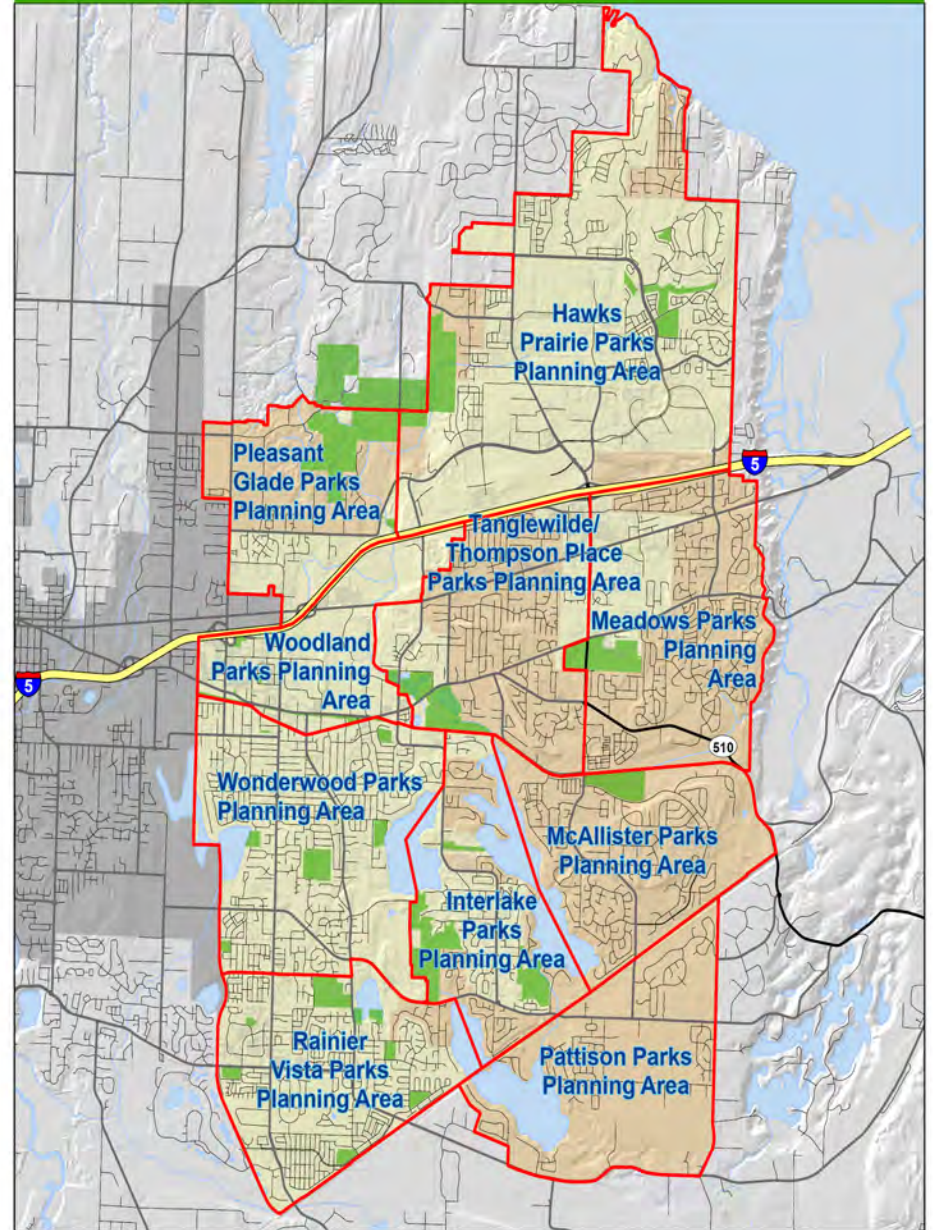 Hawks
Prairie Parks
Planning Area
5
Pleasant
Glade Parks
Planning Area
Tanglewilde/
Thompson Place
Parks Planning Area
Meadows Parks
Planning
Area
Woodland
Parks Planning
Area
5
510
Wonderwood Parks
Planning Area
McAllister Parks
Planning Area
Interlake
Parks
Planning Area
Rainier
Vista Parks
Planning Area
Pattison Parks
Planning Area